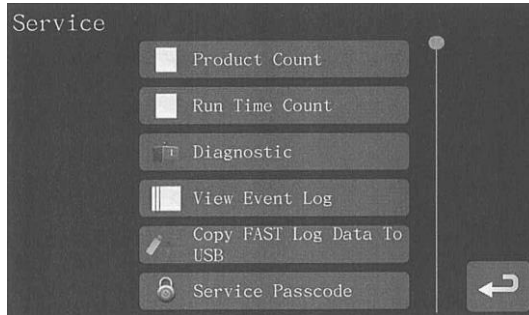 Service
Product Count
Run Time Count
Diagnostic
View Event Log
Copy FAST Log Data To
USB
Service Passcode